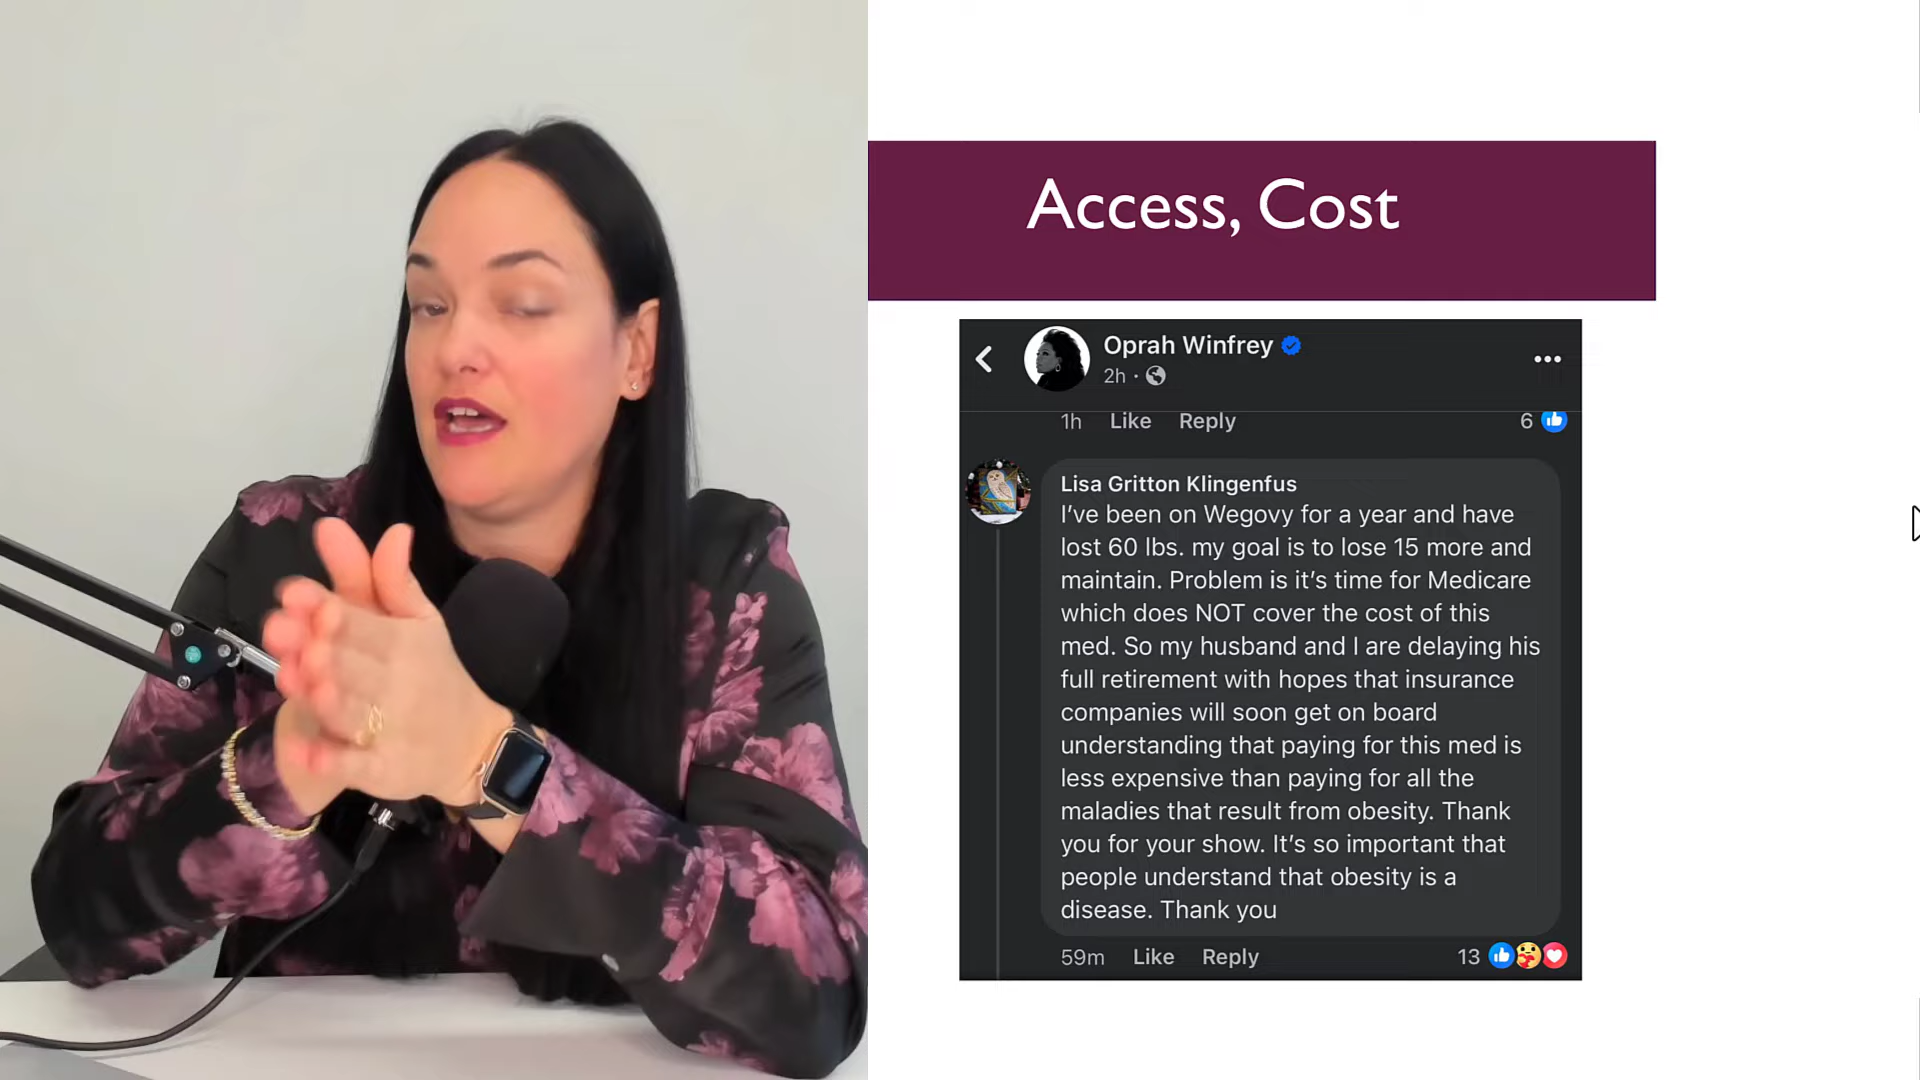 Access, Cost
Oprah Winfrey
2h ·
1h Like Reply 6
Lisa Gritton Klingenfus
I've been on Wegovy for a year and have
lost 60 lbs. my goal is to lose 15 more and
maintain. Problem is it's time for Medicare
which does NOT cover the cost of this
med. So my husband and I are delaying his
full retirement with hopes that insurance
companies will soon get on board
understanding that paying for this med is
less expensive than paying for all the
maladies that result from obesity. Thank
you for your show. It's so important that
people understand that obesity is a
disease. Thank you
59m Like Reply 13